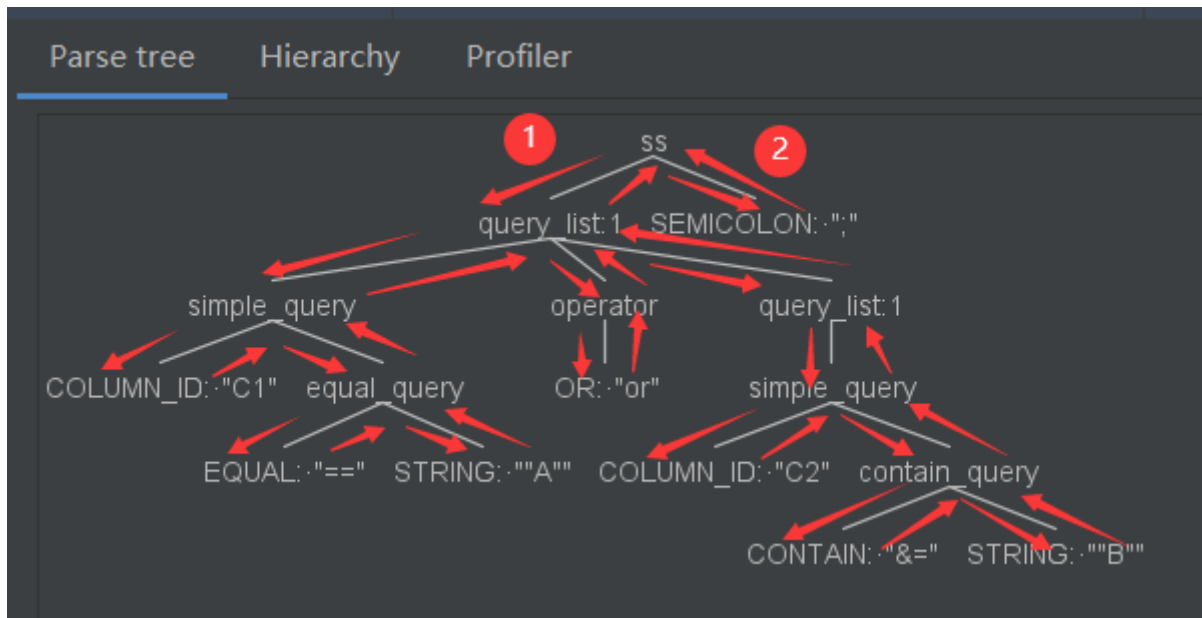 Parse tree Hierarchy Profiler
1 ss 2
query_list:1 SEMICOLON:·";"
simple_query operator query_list:1
COLUMN_ID:·"C1" equal_query OR:·"or" simple_query
EQUAL:·"==" STRING:·""A"" COLUMN_ID:·"C2" contain_query
CONTAIN:·"&=" STRING:·""B""